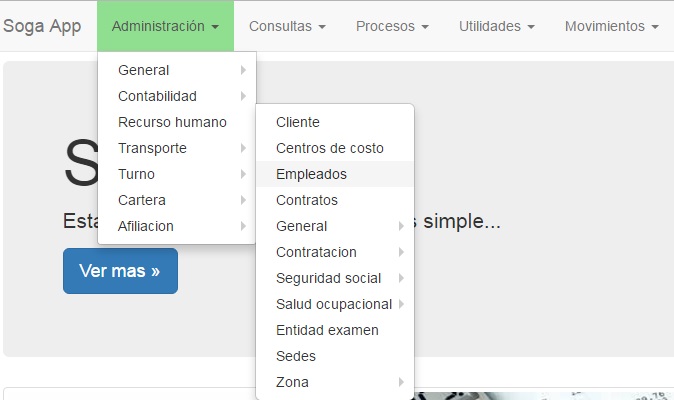 Soga App
Administración
Consultas
Procesos
Utilidades
Movimientos
General
Contabilidad
Recurso humano
Transporte
Turno
Cartera
Afiliacion
Cliente
Centros de costo
Empleados
Contratos
General
Contratacion
Seguridad social
Salud ocupacional
Entidad examen
Sedes
Zona
S
Esta
s simple...
Ver mas »